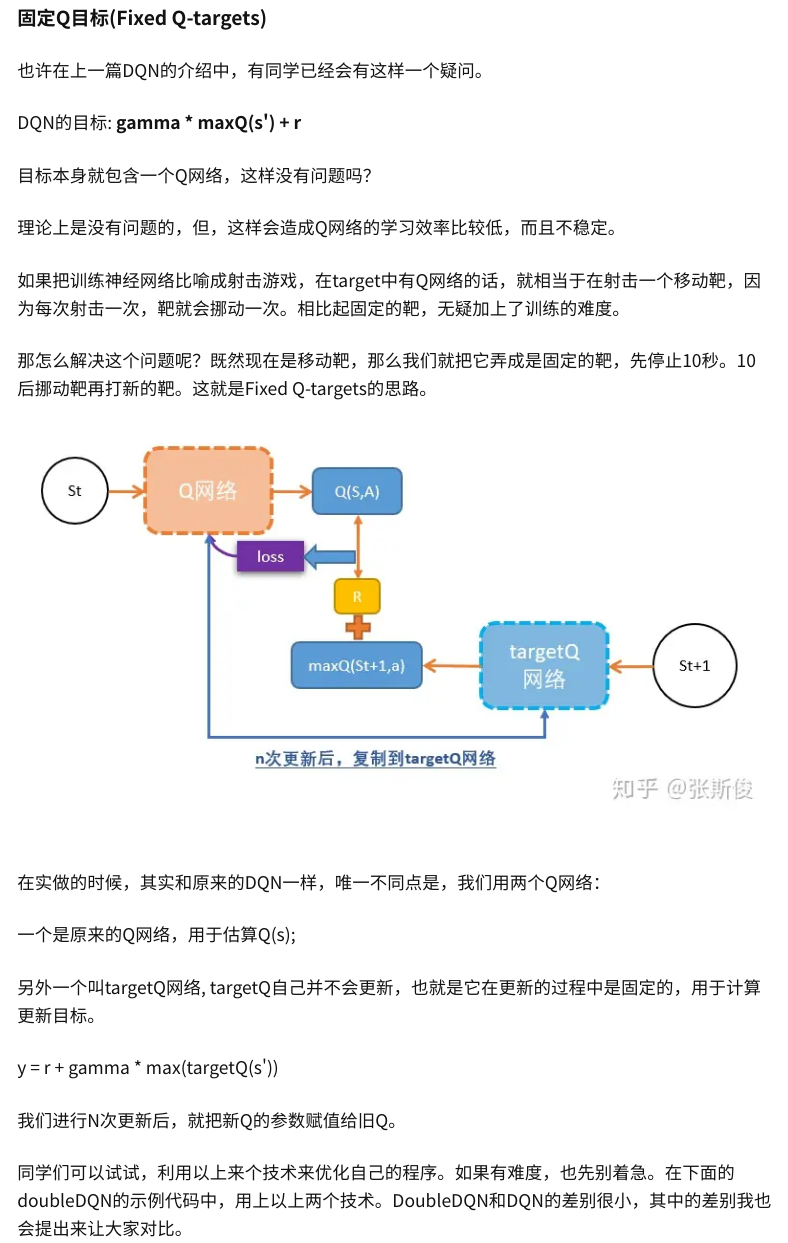 固定Q目标(Fixed Q-targets)
也许在上一篇DQN的介绍中，有同学已经会有这样一个疑问。
DQN的目标: gamma * maxQ(s') + r
目标本身就包含一个Q网络，这样没有问题吗？
理论上是没有问题的，但，这样会造成Q网络的学习效率比较低，而且不稳定。
如果把训练神经网络比喻成射击游戏，在target中有Q网络的话，就相当于在射击一个移动靶，因
为每次射击一次，靶就会挪动一次。相比起固定的靶，无疑加上了训练的难度。
那怎么解决这个问题呢？既然现在是移动靶，那么我们就把它弄成是固定的靶，先停止10秒。10
后挪动靶再打新的靶。这就是Fixed Q-targets的思路。
St
Q网络
Q(S,A)
loss
R
maxQ(St+1,a)
targetQ
网络
St+1
n次更新后，复制到targetQ网络
知乎 @张斯俊
在实做的时候，其实和原来的DQN一样，唯一不同点是，我们用两个Q网络：
一个是原来的Q网络，用于估算Q(s);
另外一个叫targetQ网络, targetQ自己并不会更新，也就是它在更新的过程中是固定的，用于计算
更新目标。
y = r + gamma * max(targetQ(s'))
我们进行N次更新后，就把新Q的参数赋值给旧Q。
同学们可以试试，利用以上来个技术来优化自己的程序。如果有难度，也先别着急。在下面的
doubleDQN的示例代码中，用上以上两个技术。DoubleDQN和DQN的差别很小，其中的差别我也
会提出来让大家对比。